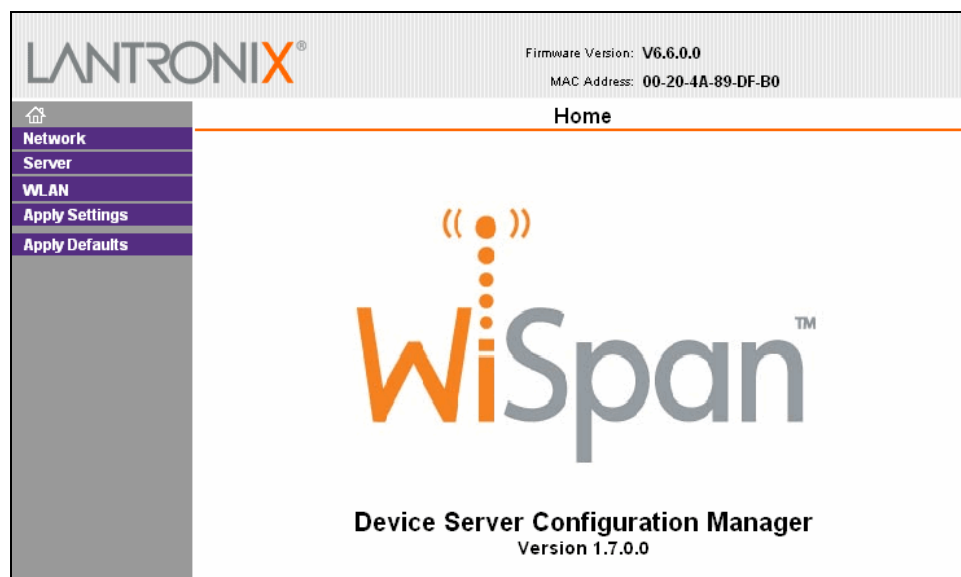 LANTRONIX®
Firmware Version: V6.6.0.0
MAC Address: 00-20-4A-89-DF-B0
Home
Network
Server
WLAN
Apply Settings
Apply Defaults
WiSpan™
Device Server Configuration Manager
Version 1.7.0.0